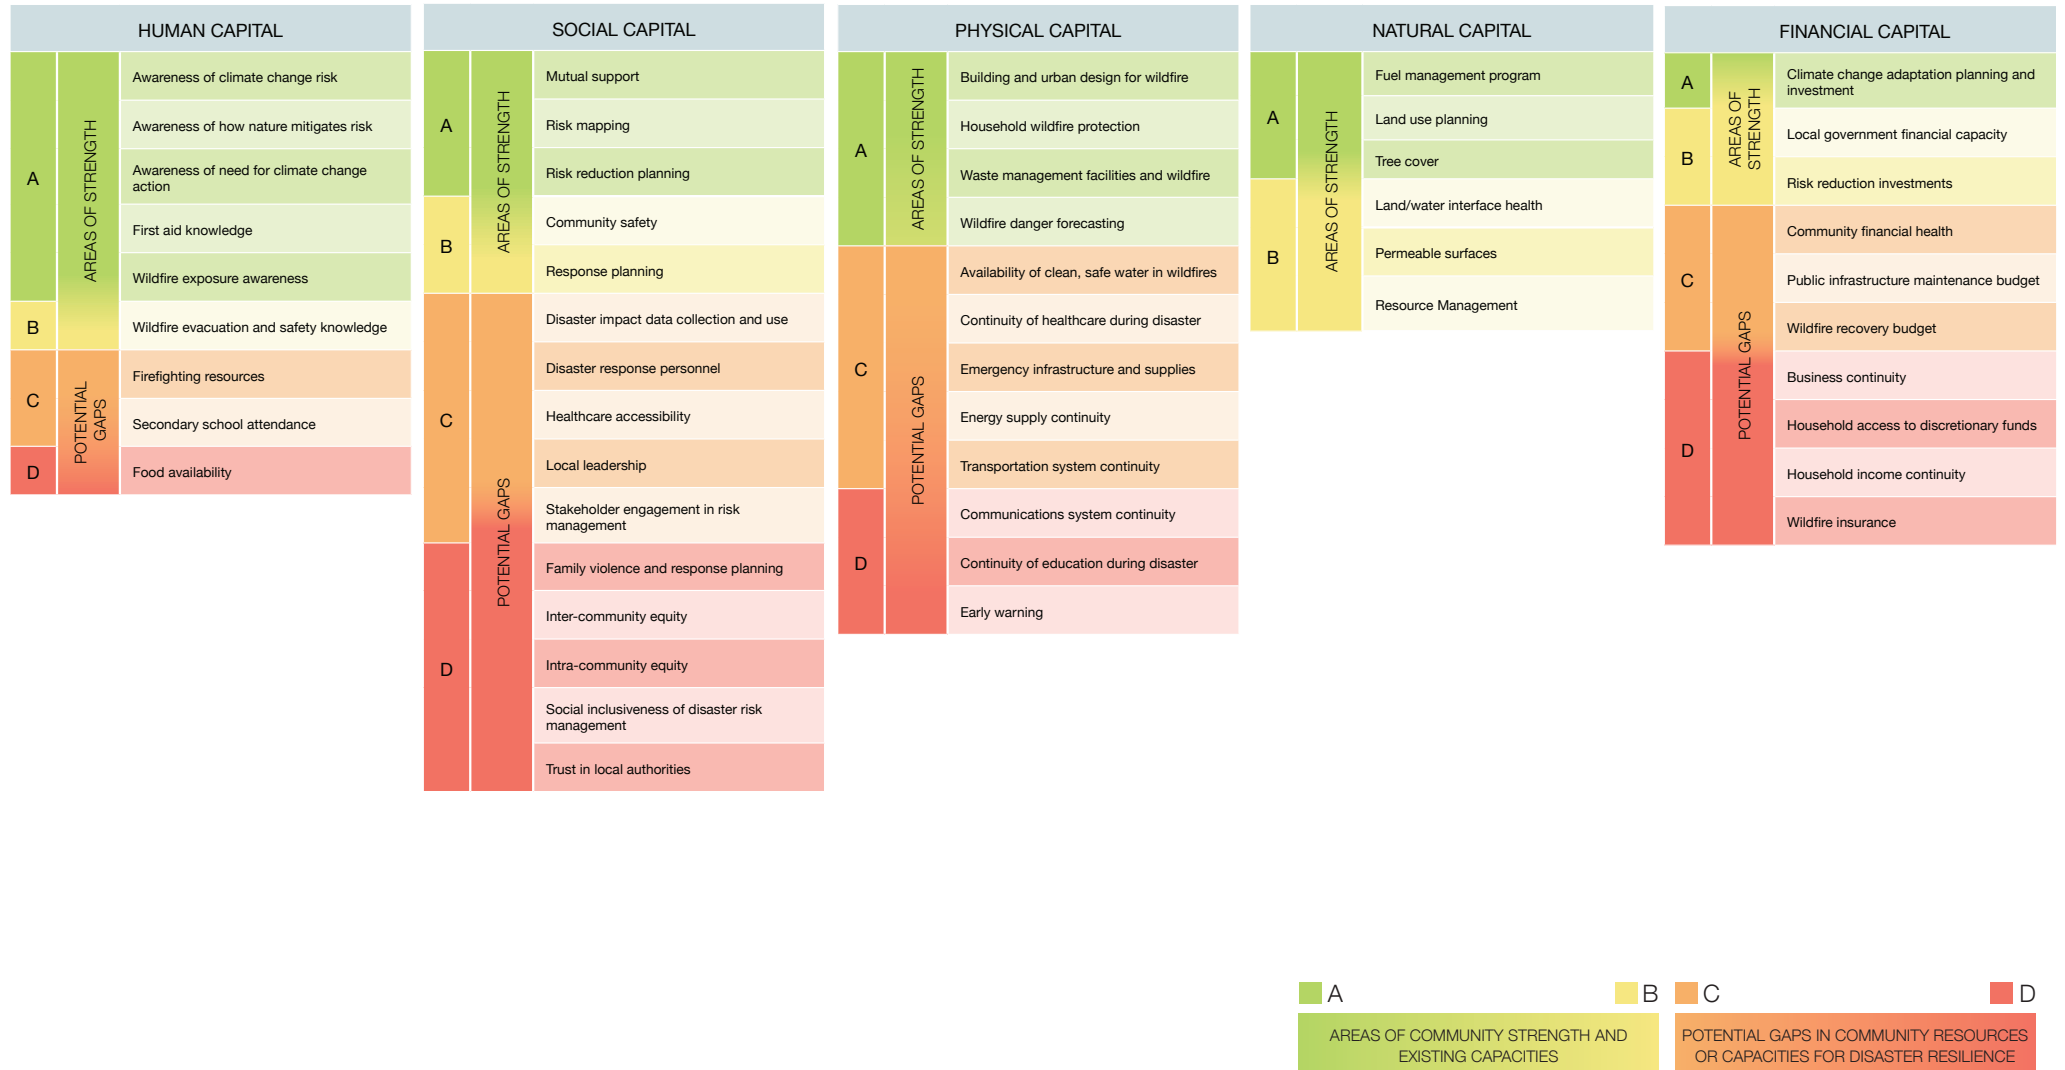 HUMAN CAPITAL
A
AREAS OF STRENGTH
Awareness of climate change risk
Awareness of how nature mitigates risk
Awareness of need for climate change
action
First aid knowledge
Wildfire exposure awareness
B
Wildfire evacuation and safety knowledge
C
POTENTIAL
GAPS
Firefighting resources
Secondary school attendance
D
Food availability
SOCIAL CAPITAL
A
AREAS OF STRENGTH
Mutual support
Risk mapping
Risk reduction planning
B
Community safety
Response planning
C
POTENTIAL GAPS
Disaster impact data collection and use
Disaster response personnel
Healthcare accessibility
Local leadership
Stakeholder engagement in risk
management
D
Family violence and response planning
Inter-community equity
Intra-community equity
Social inclusiveness of disaster risk
management
Trust in local authorities
PHYSICAL CAPITAL
A
AREAS OF STRENGTH
Building and urban design for wildfire
Household wildfire protection
Waste management facilities and wildfire
Wildfire danger forecasting
C
POTENTIAL GAPS
Availability of clean, safe water in wildfires
Continuity of healthcare during disaster
Emergency infrastructure and supplies
Energy supply continuity
Transportation system continuity
D
Communications system continuity
Continuity of education during disaster
Early warning
NATURAL CAPITAL
A
AREAS OF STRENGTH
Fuel management program
Land use planning
Tree cover
B
Land/water interface health
Permeable surfaces
Resource Management
FINANCIAL CAPITAL
A
AREAS OF
STRENGTH
Climate change adaptation planning and
investment
B
Local government financial capacity
Risk reduction investments
C
POTENTIAL GAPS
Community financial health
Public infrastructure maintenance budget
Wildfire recovery budget
D
Business continuity
Household access to discretionary funds
Household income continuity
Wildfire insurance
A
B
C
D
AREAS OF COMMUNITY STRENGTH AND
EXISTING CAPACITIES
POTENTIAL GAPS IN COMMUNITY RESOURCES
OR CAPACITIES FOR DISASTER RESILIENCE